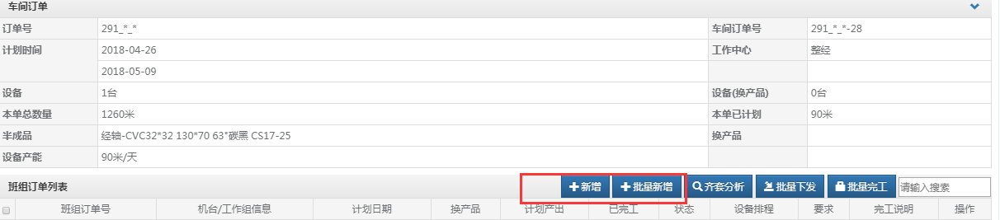 车间订单
订单号 291_*_* 车间订单号 291_*_*-28
计划时间 2018-04-26 工作中心 整经
2018-05-09
设备 1台 设备(换产品) 0台
本单总数量 1260米 本单已计划 90米
半成品 经轴-CVC32*32 130*70 63"碳黑 CS17-25 换产品
设备产能 90米/天
班组订单列表 新增 批量新增 齐套分析 批量下发 批量完工 请输入搜索
班组订单号 机台/工作组信息 计划日期 换产品 计划产出 已完工 状态 设备排程 要求 完工说明 操作